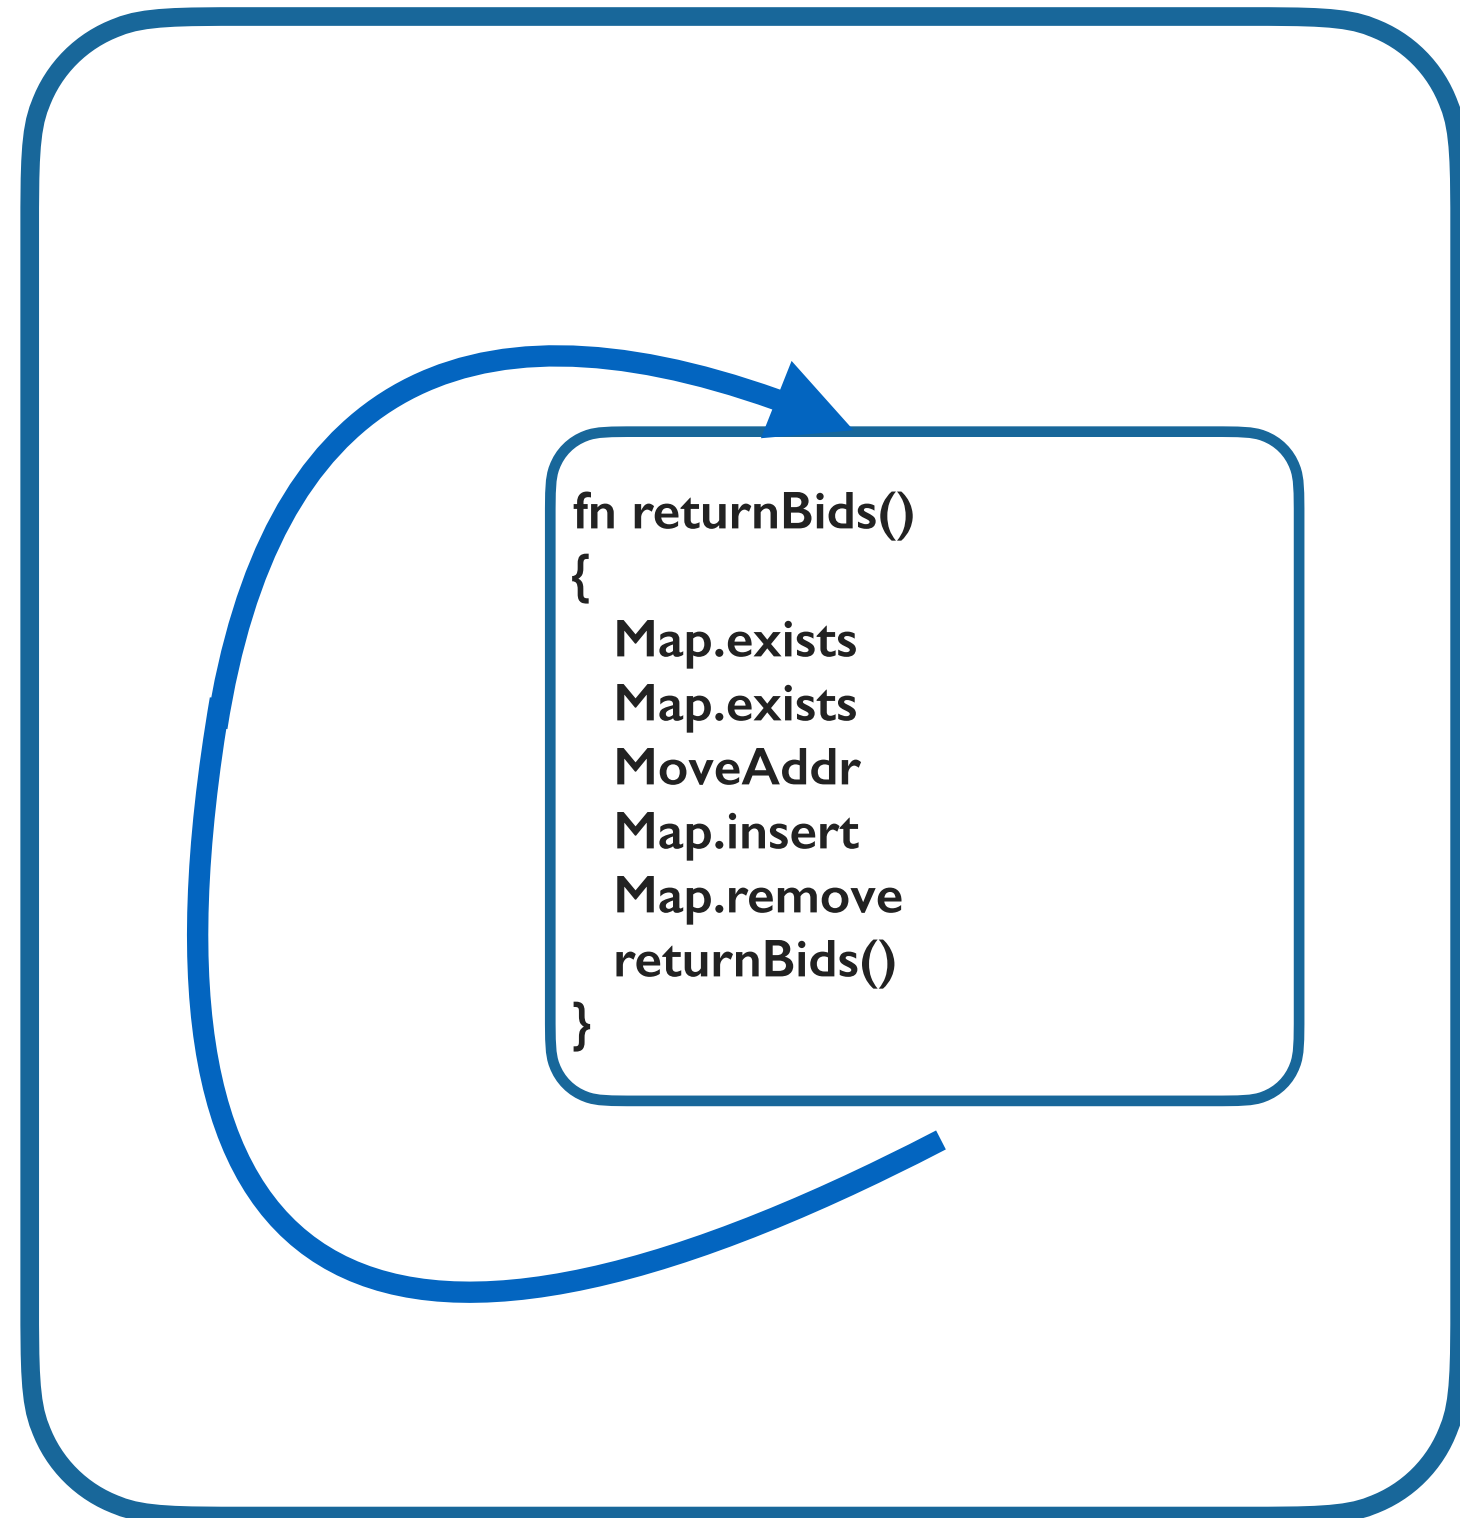 fn returnBids()
{
Map.exists
Map.exists
MoveAddr
Map.insert
Map.remove
returnBids()
}